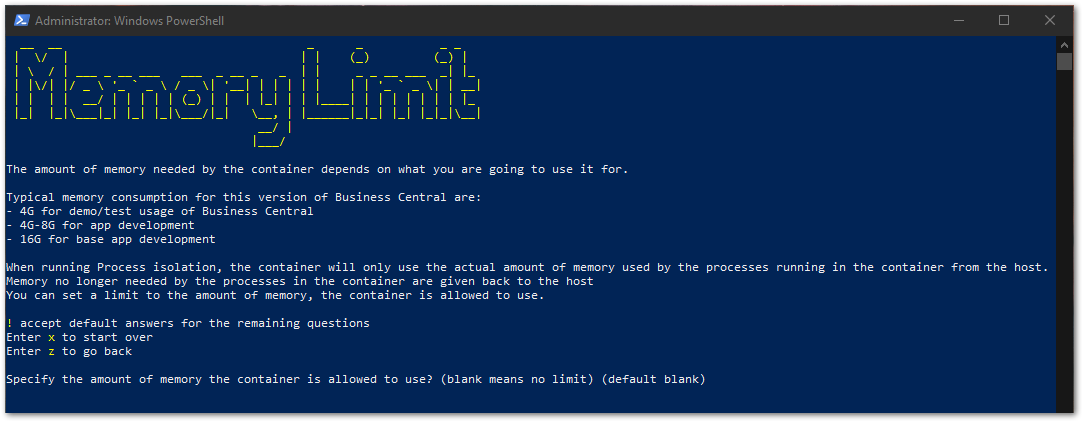 Administrator: Windows PowerShell
Memory Limit
The amount of memory needed by the container depends on what you are going to use it for.
Typical memory consumption for this version of Business Central are:
- 4G for demo/test usage of Business Central
- 4G-8G for app development
- 16G for base app development
When running Process isolation, the container will only use the actual amount of memory used by the processes running in the container from the host.
Memory no longer needed by the processes in the container are given back to the host
You can set a limit to the amount of memory, the container is allowed to use.
! accept default answers for the remaining questions
Enter x to start over
Enter z to go back
Specify the amount of memory the container is allowed to use? (blank means no limit) (default blank)